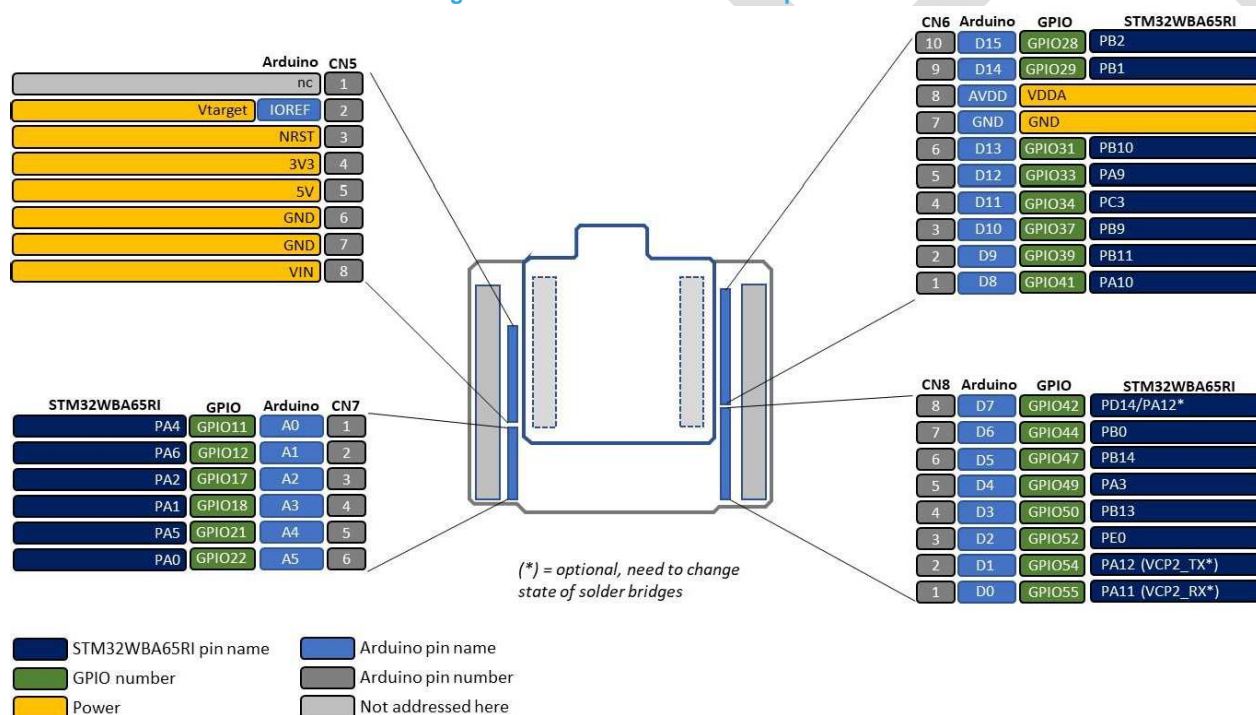 Arduino CN5
nc 1
Vtarget IOREF 2
NRST 3
3V3 4
5V 5
GND 6
GND 7
VIN 8
CN6 Arduino GPIO STM32WBA65RI
10 D15 GPIO28 PB2
9 D14 GPIO29 PB1
8 AVDD VDDA
7 GND GND
6 D13 GPIO31 PB10
5 D12 GPIO33 PA9
4 D11 GPIO34 PC3
3 D10 GPIO37 PB9
2 D9 GPIO39 PB11
1 D8 GPIO41 PA10
STM32WBA65RI GPIO Arduino CN7
PA4 GPIO11 A0 1
PA6 GPIO12 A1 2
PA2 GPIO17 A2 3
PA1 GPIO18 A3 4
PA5 GPIO21 A4 5
PA0 GPIO22 A5 6
CN8 Arduino GPIO STM32WBA65RI
8 D7 GPIO42 PD14/PA12*
7 D6 GPIO44 PB0
6 D5 GPIO47 PB14
5 D4 GPIO49 PA3
4 D3 GPIO50 PB13
3 D2 GPIO52 PE0
2 D1 GPIO54 PA12 (VCP2_TX*)
1 D0 GPIO55 PA11 (VCP2_RX*)
(*) = optional, need to change
state of solder bridges
STM32WBA65RI pin name
Arduino pin name
GPIO number
Arduino pin number
Power
Not addressed here